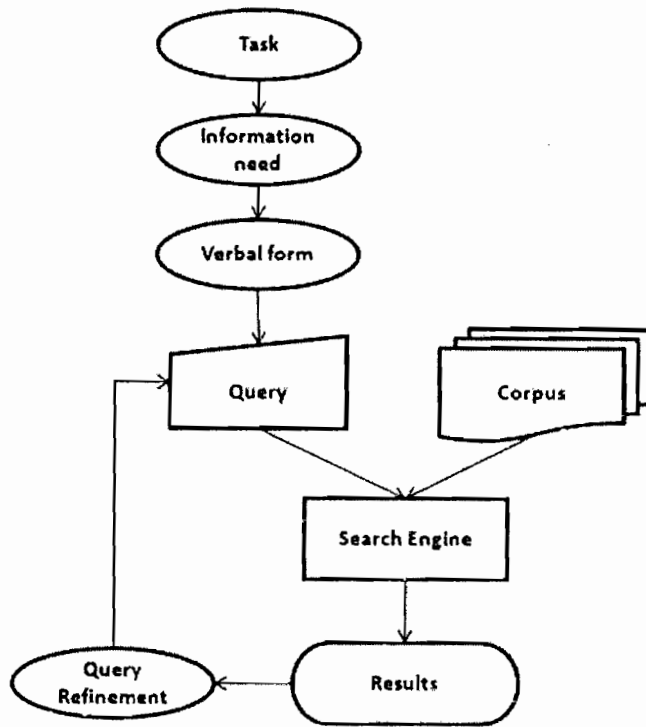 Task
Information
need
Verbal form
Query
Corpus
Search Engine
Query
Refinement
Results